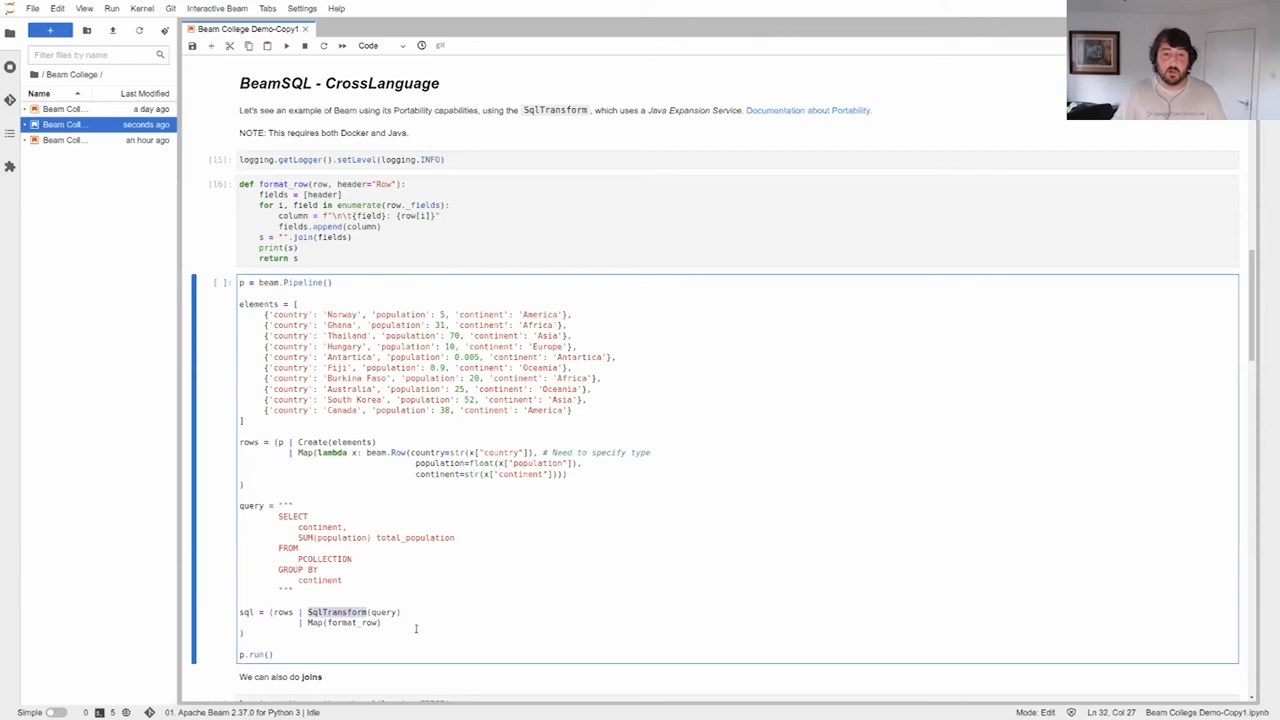 File Edit View Run Kernel Git Interactive Beam Tabs Settings Help
Beam College Demo-Copy1.
Code
git
Filter files by name
/ Beam College /
Name Last Modified
Beam Coll... a day ago
Beam Coll... seconds ago
Beam Coll... an hour ago
BeamSQL - CrossLanguage
Let's see an example of Beam using its Portability capabilities, using the SqlTransform, which uses a Java Expansion Service. Documentation about Portability.
NOTE: This requires both Docker and Java.
[15]: logging.getLogger().setLevel(logging.INFO)
[16]: def format_row(row, header="Row"):
fields = [header]
for i, field in enumerate(row._fields):
column = f"\n\t{field}: {row[i]}"
fields.append(column)
s = "".join(fields)
print(s)
return s
[ ]: p = beam.Pipeline()
elements = [
{'country': 'Norway', 'population': 5, 'continent': 'America'},
{'country': 'Ghana', 'population': 31, 'continent': 'Africa'},
{'country': 'Thailand', 'population': 70, 'continent': 'Asia'},
{'country': 'Hungary', 'population': 10, 'continent': 'Europe'},
{'country': 'Antartica', 'population': 0.005, 'continent': 'Antartica'},
{'country': 'Fiji', 'population': 0.9, 'continent': 'Oceania'},
{'country': 'Burkina Faso', 'population': 20, 'continent': 'Africa'},
{'country': 'Australia', 'population': 25, 'continent': 'Oceania'},
{'country': 'South Korea', 'population': 52, 'continent': 'Asia'},
{'country': 'Canada', 'population': 38, 'continent': 'America'}
]
rows = (p | Create(elements)
| Map(lambda x: beam.Row(country=str(x["country"]), # Need to specify type
population=float(x["population"]),
continent=str(x["continent"])))
)
query = """
SELECT
continent,
SUM(population) total_population
FROM
PCOLLECTION
GROUP BY
continent
"""
sql = (rows | SqlTransform(query)
| Map(format_row)
)
p.run()
We can also do joins
Simple 0 5 01. Apache Beam 2.37.0 for Python 3 | Idle Mode: Edit Ln 32, Col 27 Beam College Demo-Copy1.ipynb